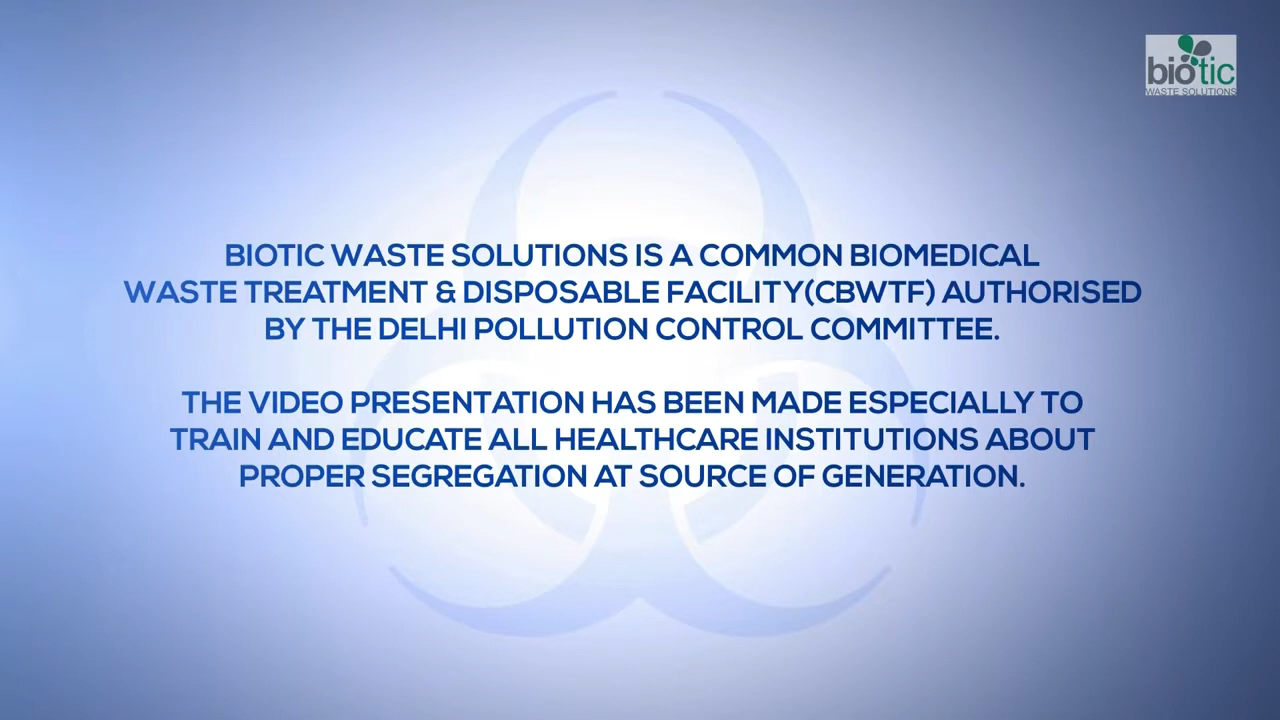 biotic
WASTE SOLUTIONS
BIOTIC WASTE SOLUTIONS IS A COMMON BIOMEDICAL
WASTE TREATMENT & DISPOSABLE FACILITY(CBWTF) AUTHORISED
BY THE DELHI POLLUTION CONTROL COMMITTEE.
THE VIDEO PRESENTATION HAS BEEN MADE ESPECIALLY TO
TRAIN AND EDUCATE ALL HEALTHCARE INSTITUTIONS ABOUT
PROPER SEGREGATION AT SOURCE OF GENERATION.